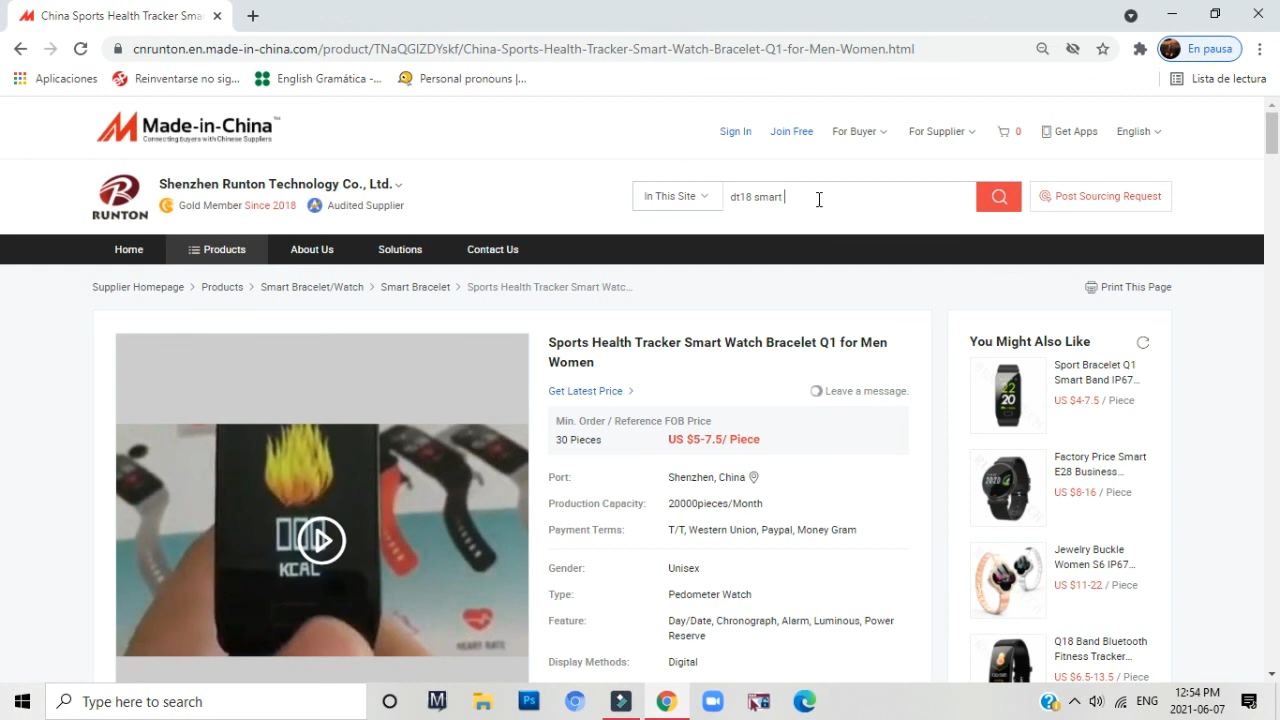 China Sports Health Tracker Smar
cnrunton.en.made-in-china.com/product/TNaQGIZDYskf/China-Sports-Health-Tracker-Smart-Watch-Bracelet-Q1-for-Men-Women.html
En pausa
Aplicaciones
Reinventarse no sig...
English Gramática -...
Personal pronouns |...
Lista de lectura
Made-in-China™
Connecting Buyers with Chinese Suppliers
Sign In
Join Free
For Buyer
For Supplier
0
Get Apps
English
RUNTON
Shenzhen Runton Technology Co., Ltd.
Gold Member Since 2018
Audited Supplier
In This Site
dt18 smart
Post Sourcing Request
Home
Products
About Us
Solutions
Contact Us
Supplier Homepage > Products > Smart Bracelet/Watch > Smart Bracelet > Sports Health Tracker Smart Watc...
Print This Page
Sports Health Tracker Smart Watch Bracelet Q1 for Men
Women
Get Latest Price >
Leave a message.
Min. Order / Reference FOB Price
30 Pieces
US $5-7.5/ Piece
Port:
Shenzhen, China
Production Capacity:
20000pieces/Month
Payment Terms:
T/T, Western Union, Paypal, Money Gram
Gender:
Unisex
Type:
Pedometer Watch
Feature:
Day/Date, Chronograph, Alarm, Luminous, Power
Reserve
Display Methods:
Digital
KCAL
HEART RATE
You Might Also Like
22
20
Sport Bracelet Q1
Smart Band IP67...
US $4-7.5 / Piece
2020
Factory Price Smart
E28 Business...
US $8-16 / Piece
Jewelry Buckle
Women S6 IP67...
US $11-22 / Piece
Q18 Band Bluetooth
Fitness Tracker...
US $6.5-13.5 / Piece
Type here to search
Ps
ENG
12:54 PM
2021-06-07